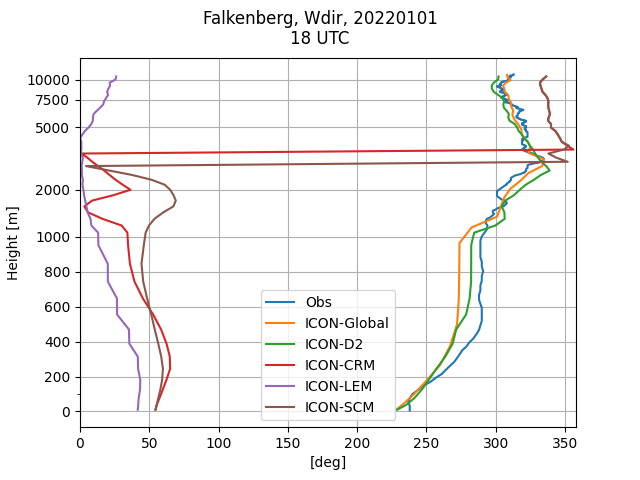 Falkenberg, Wdir, 20220101
18 UTC
Height [m]
10000
7500
5000
2000
1000
800
600
400
200
0
Obs
ICON-Global
ICON-D2
ICON-CRM
ICON-LEM
ICON-SCM
0 50 100 150 200 250 300 350
[deg]